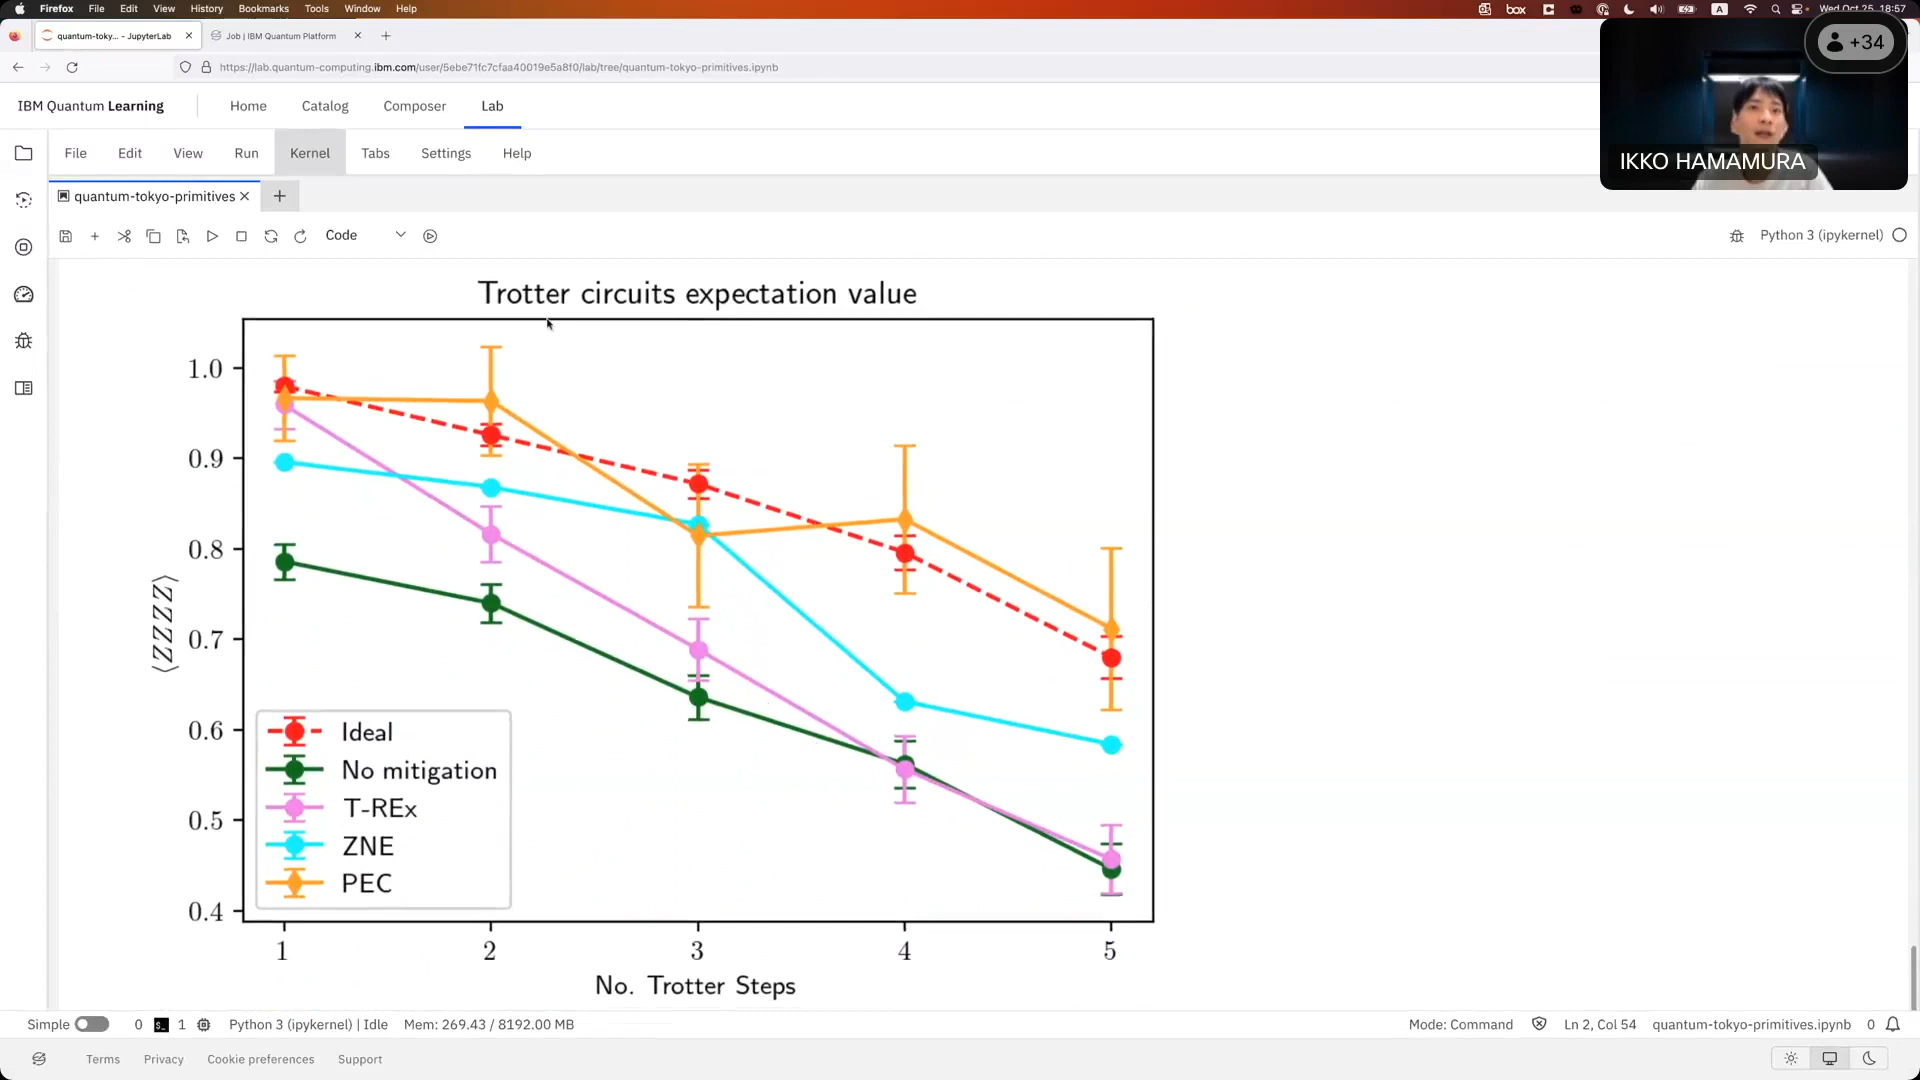 Firefox File Edit View History Bookmarks Tools Window Help
box A Wed Oct 25 18:57
quantum-toky... - JupyterLab
Job | IBM Quantum Platform
https://lab.quantum-computing.ibm.com/user/5ebe71fc7cfaa40019e5a8f0/lab/tree/quantum-tokyo-primitives.ipynb
+34
IKKO HAMAMURA
IBM Quantum Learning Home Catalog Composer Lab
File Edit View Run Kernel Tabs Settings Help
quantum-tokyo-primitives
Code
Python 3 (ipykernel)
Trotter circuits expectation value
1.0
0.9
0.8
0.7
0.6
0.5
0.4
⟨ZZZZ⟩
Ideal
No mitigation
T-REx
ZNE
PEC
1 2 3 4 5
No. Trotter Steps
Simple 0 1 Python 3 (ipykernel) | Idle Mem: 269.43 / 8192.00 MB
Mode: Command Ln 2, Col 54 quantum-tokyo-primitives.ipynb 0
Terms Privacy Cookie preferences Support